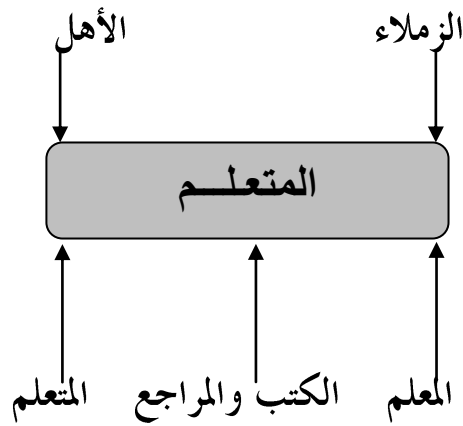 الزملاء الأهل
المتعلـــم
المعلم الكتب والمراجع المتعلم